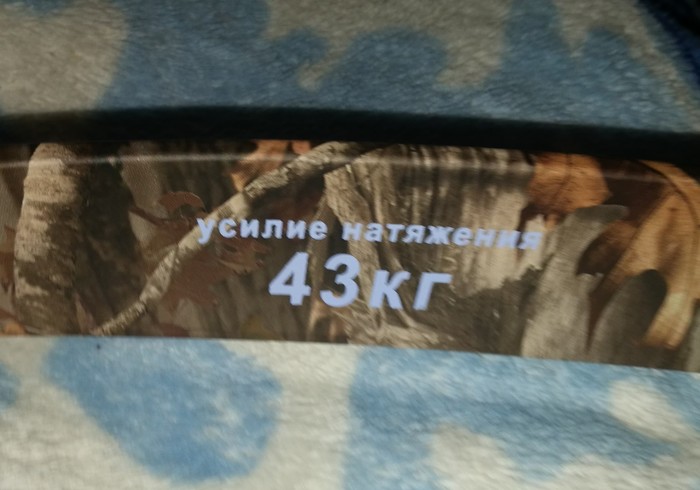 усилие натяжения
43кг